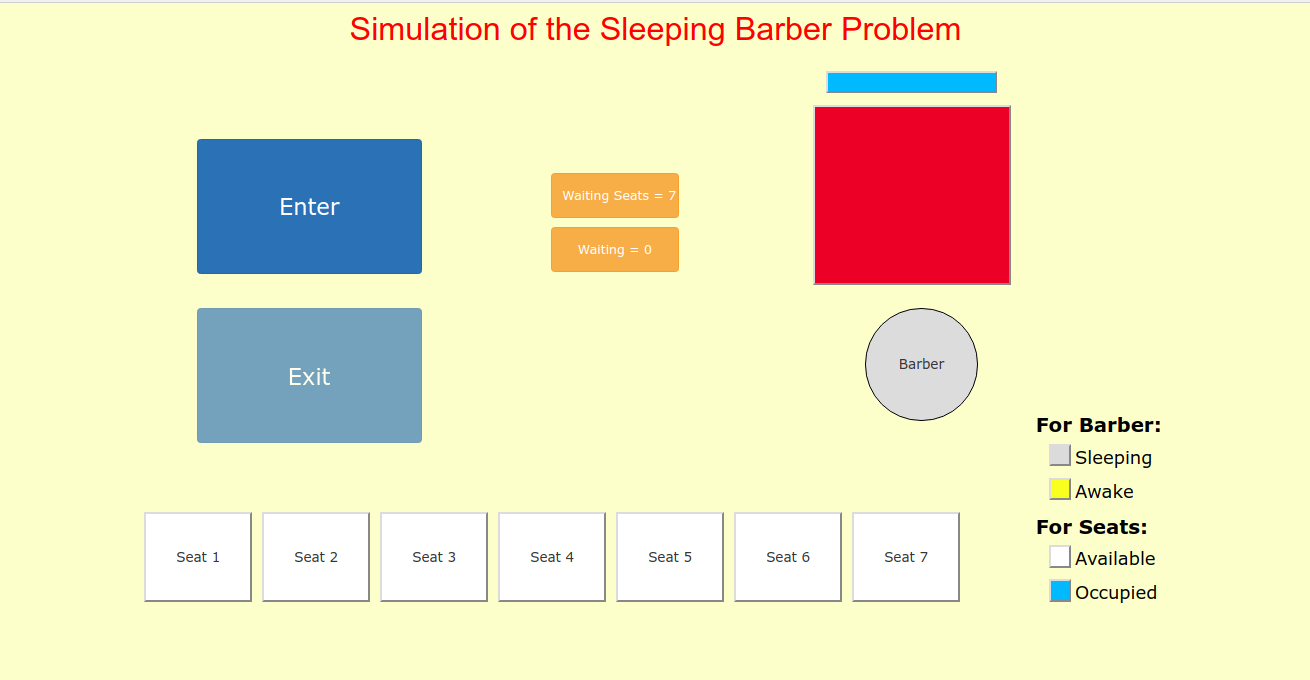 Simulation of the Sleeping Barber Problem
Enter
Waiting Seats = 7
Waiting = 0
Exit
Barber
For Barber:
Sleeping
Awake
For Seats:
Available
Occupied
Seat 1
Seat 2
Seat 3
Seat 4
Seat 5
Seat 6
Seat 7